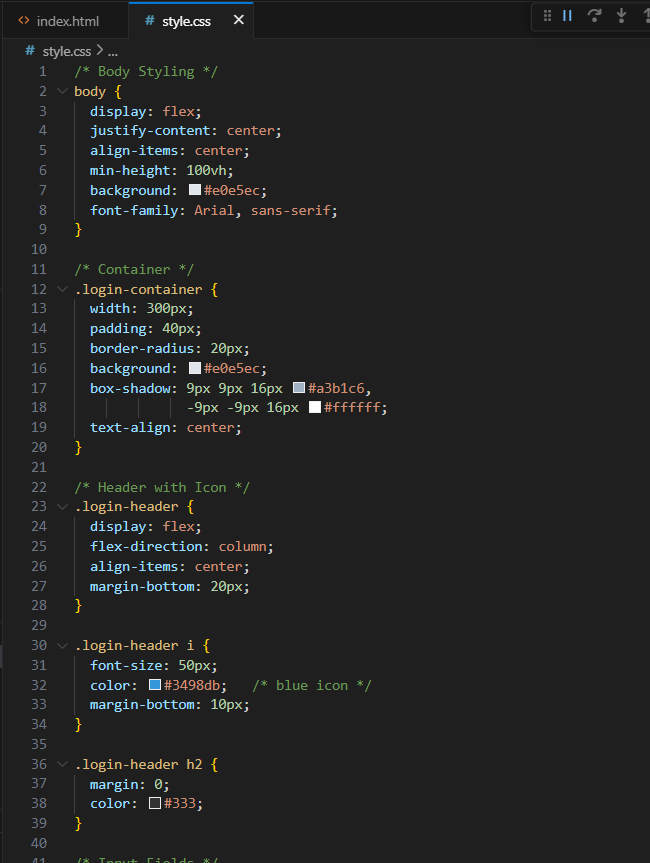 index.html
style.css
style.css > ...
1 /* Body Styling */
2 body {
3 display: flex;
4 justify-content: center;
5 align-items: center;
6 min-height: 100vh;
7 background: #e0e5ec;
8 font-family: Arial, sans-serif;
9 }
10
11 /* Container */
12 .login-container {
13 width: 300px;
14 padding: 40px;
15 border-radius: 20px;
16 background: #e0e5ec;
17 box-shadow: 9px 9px 16px #a3b1c6,
18 -9px -9px 16px #ffffff;
19 text-align: center;
20 }
21
22 /* Header with Icon */
23 .login-header {
24 display: flex;
25 flex-direction: column;
26 align-items: center;
27 margin-bottom: 20px;
28 }
29
30 .login-header i {
31 font-size: 50px;
32 color: #3498db; /* blue icon */
33 margin-bottom: 10px;
34 }
35
36 .login-header h2 {
37 margin: 0;
38 color: #333;
39 }
40
41 /* Input Fields */